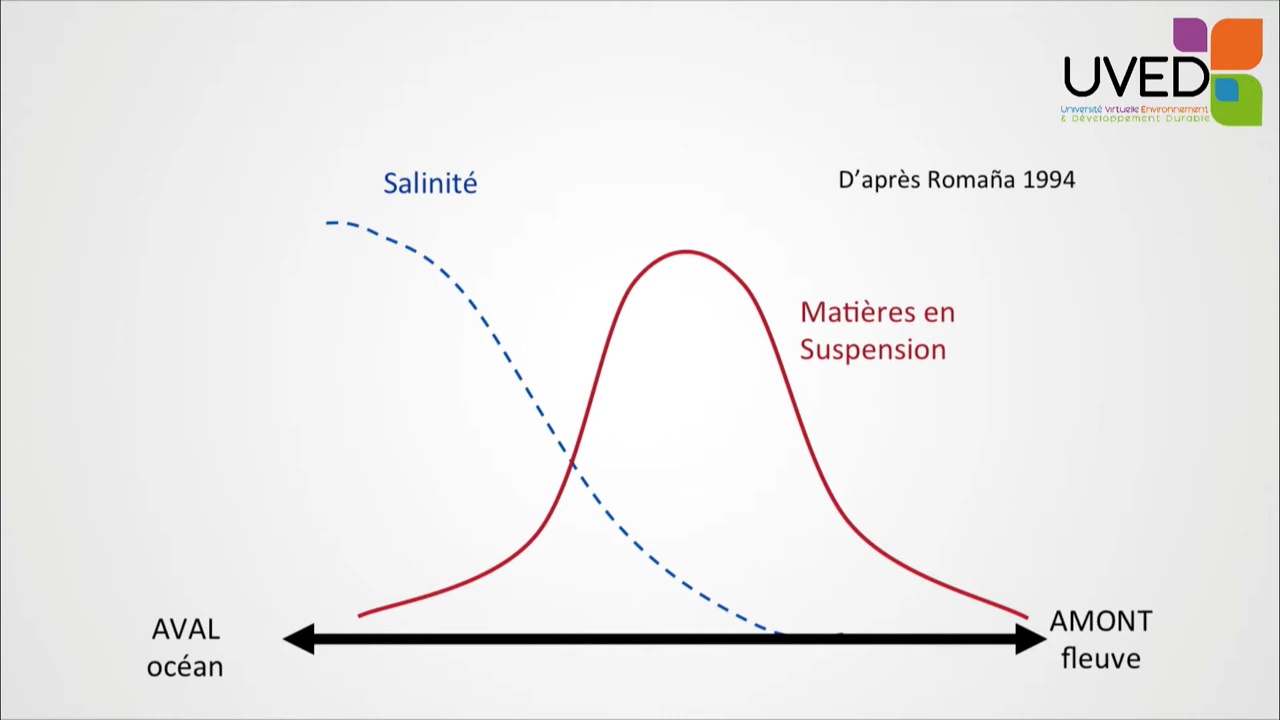 UVED
Université Virtuelle Environnement
& Développement Durable
Salinité
D'après Romaña 1994
Matières en
Suspension
AVAL
océan
AMONT
fleuve